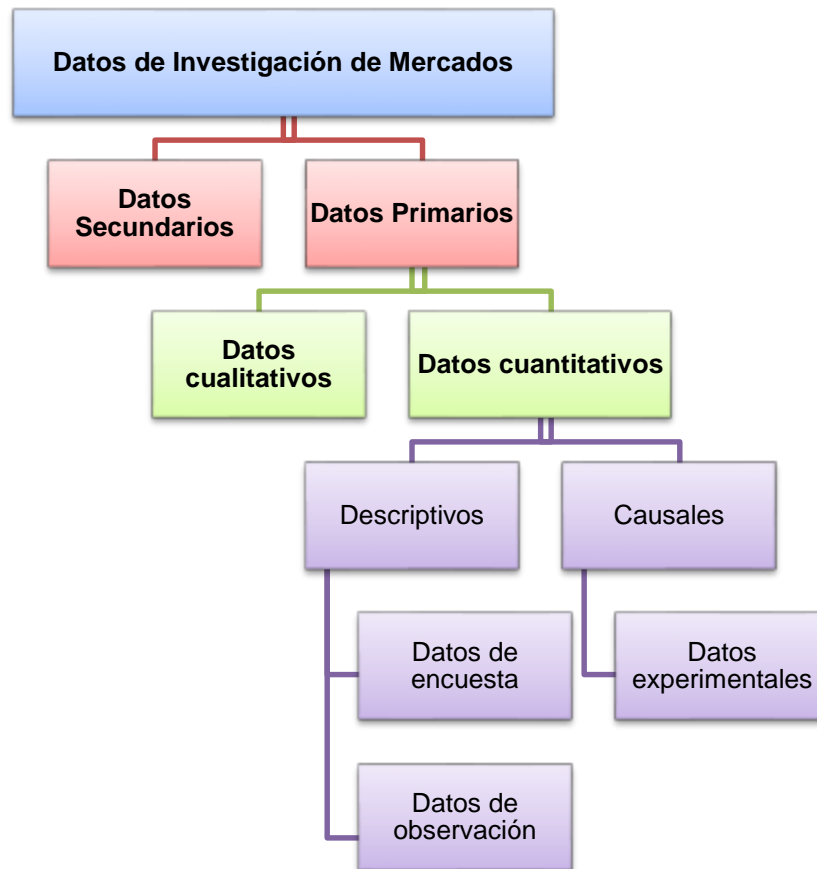 Datos de Investigación de Mercados
Datos
Secundarios
Datos Primarios
Datos
cualitativos
Datos cuantitativos
Descriptivos
Causales
Datos de
encuesta
Datos
experimentales
Datos de
observación